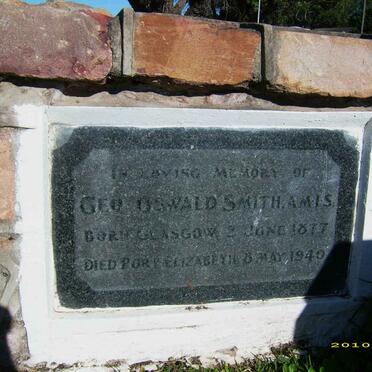 IN LOVING MEMORY OF
GEO. OSWALD SMITH, A.M.I.S.
BORN GLASGOW 2 JUNE 1877
DIED PORT ELIZABETH 8 MAY 1940
2010